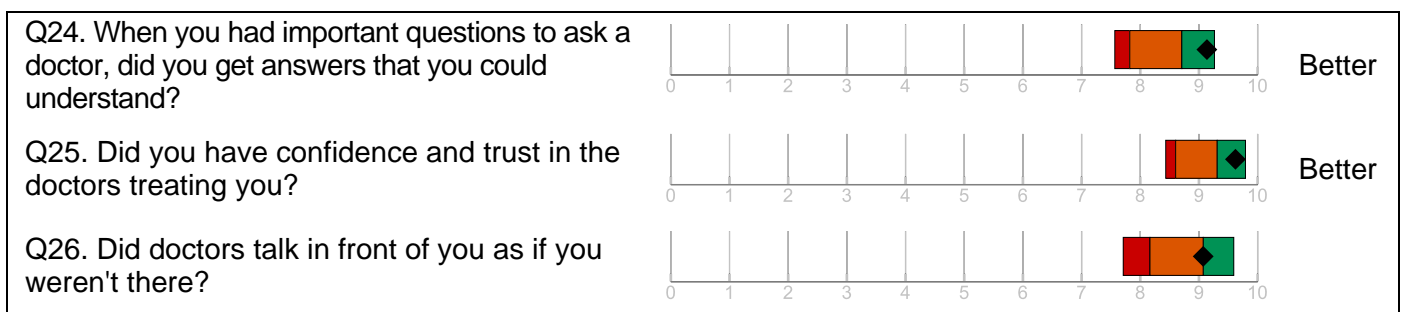 Q24. When you had important questions to ask a
doctor, did you get answers that you could
understand?
0 1 2 3 4 5 6 7 8 9 10
Better
Q25. Did you have confidence and trust in the
doctors treating you?
0 1 2 3 4 5 6 7 8 9 10
Better
Q26. Did doctors talk in front of you as if you
weren't there?
0 1 2 3 4 5 6 7 8 9 10